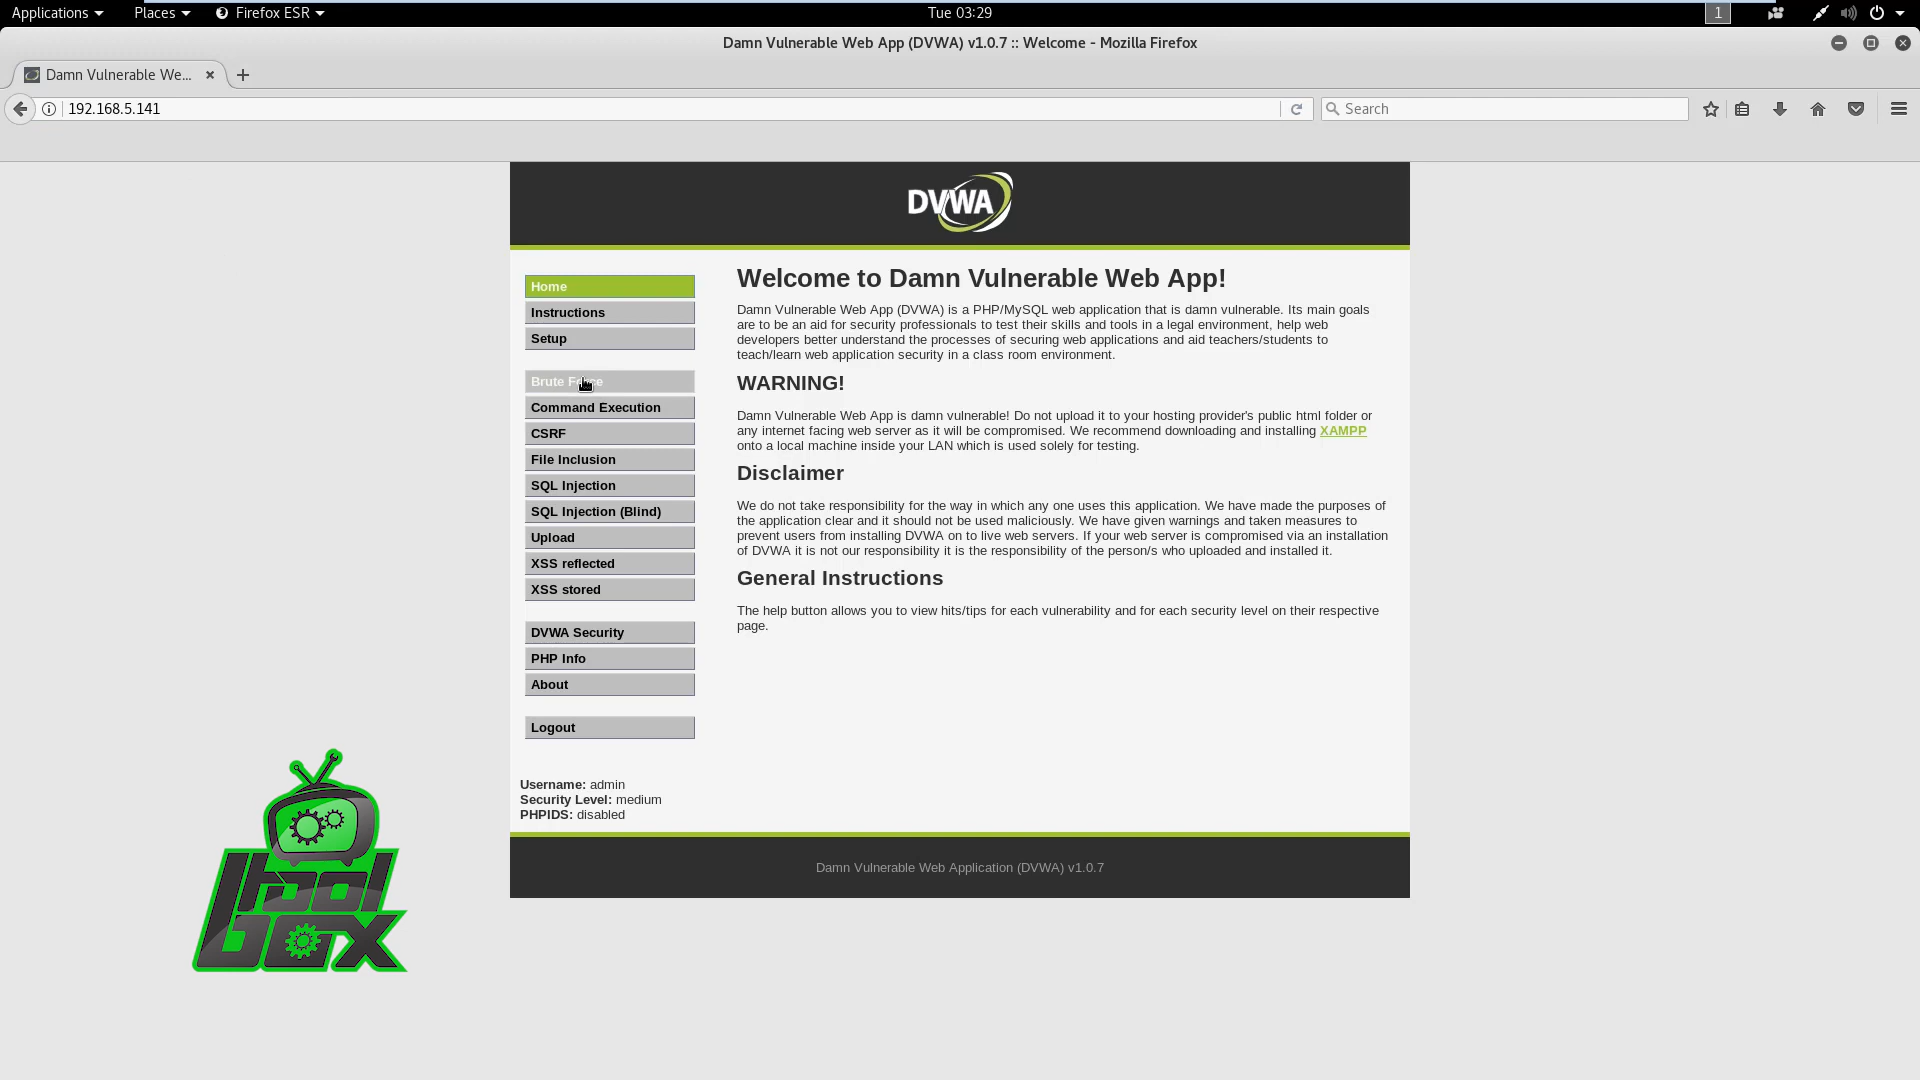 Applications Places Firefox ESR Tue 03:29 1
Damn Vulnerable Web App (DVWA) v1.0.7 :: Welcome - Mozilla Firefox
Damn Vulnerable We...
192.168.5.141 Search
DVWA
Home
Instructions
Setup
Brute Force
Command Execution
CSRF
File Inclusion
SQL Injection
SQL Injection (Blind)
Upload
XSS reflected
XSS stored
DVWA Security
PHP Info
About
Logout
Welcome to Damn Vulnerable Web App!
Damn Vulnerable Web App (DVWA) is a PHP/MySQL web application that is damn vulnerable. Its main goals
are to be an aid for security professionals to test their skills and tools in a legal environment, help web
developers better understand the processes of securing web applications and aid teachers/students to
teach/learn web application security in a class room environment.
WARNING!
Damn Vulnerable Web App is damn vulnerable! Do not upload it to your hosting provider's public html folder or
any internet facing web server as it will be compromised. We recommend downloading and installing XAMPP
onto a local machine inside your LAN which is used solely for testing.
Disclaimer
We do not take responsibility for the way in which any one uses this application. We have made the purposes of
the application clear and it should not be used maliciously. We have given warnings and taken measures to
prevent users from installing DVWA on to live web servers. If your web server is compromised via an installation
of DVWA it is not our responsibility it is the responsibility of the person/s who uploaded and installed it.
General Instructions
The help button allows you to view hits/tips for each vulnerability and for each security level on their respective
page.
Username: admin
Security Level: medium
PHPIDS: disabled
Damn Vulnerable Web Application (DVWA) v1.0.7
box